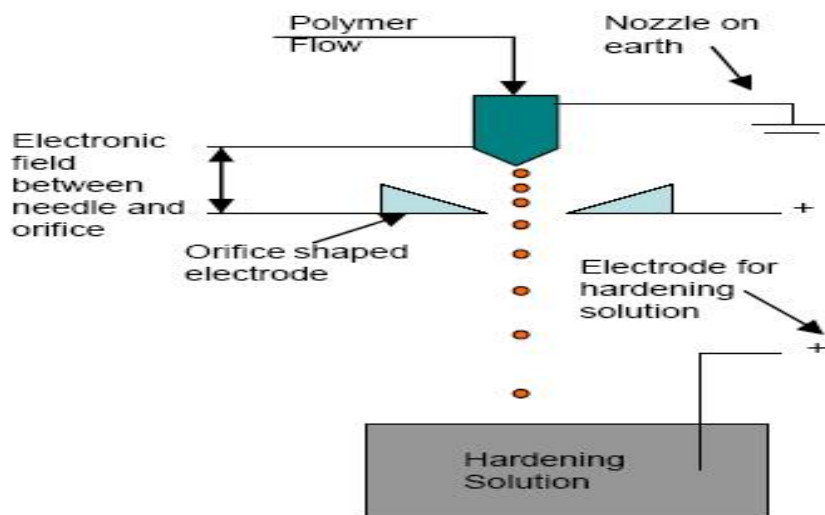 Polymer
Flow
Nozzle on
earth
Electronic
field
between
needle and
orifice
+
Orifice shaped
electrode
Electrode for
hardening
solution
+
Hardening
Solution